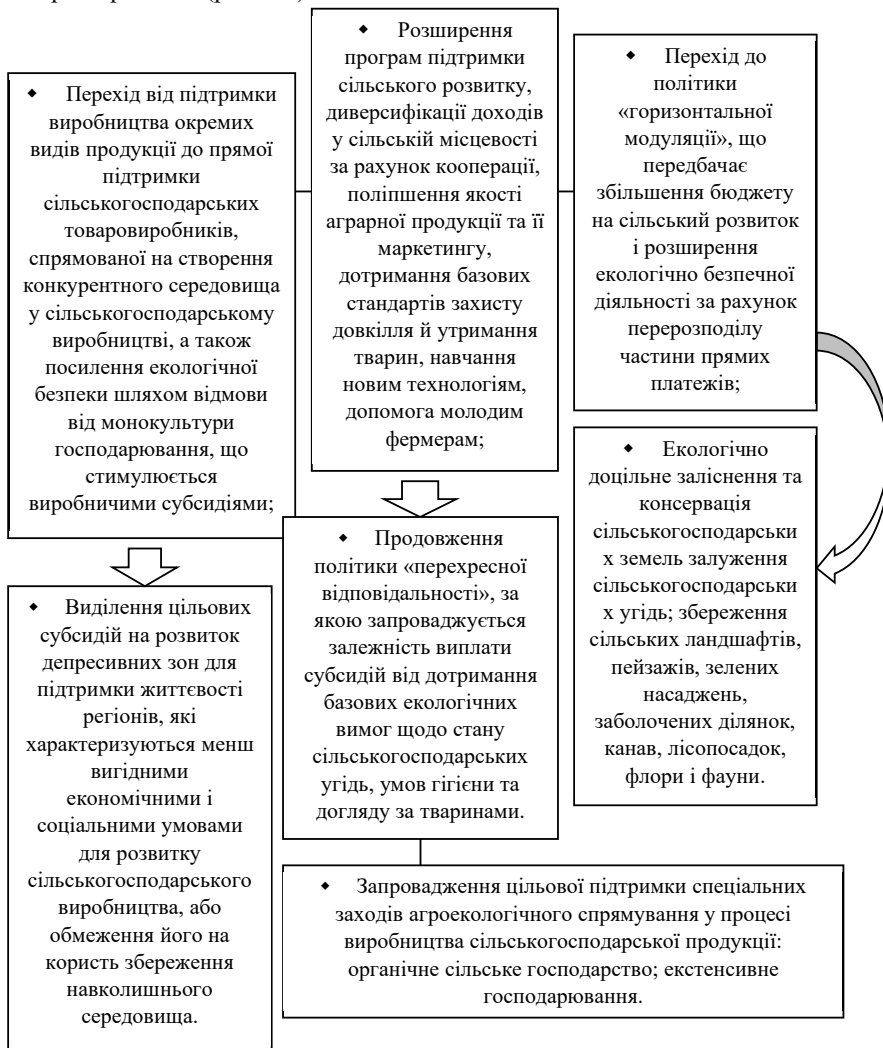 ◆ Розширення
програм підтримки
сільського розвитку,
диверсифікації доходів
у сільській місцевості
за рахунок кооперації,
поліпшення якості
аграрної продукції та її
маркетингу,
дотримання базових
стандартів захисту
довкілля й утримання
тварин, навчання
новим технологіям,
допомога молодим
фермерам;
◆ Перехід від підтримки
виробництва окремих
видів продукції до прямої
підтримки
сільськогосподарських
товаровиробників,
спрямованої на створення
конкурентного середовища
у сільськогосподарському
виробництві, а також
посилення екологічної
безпеки шляхом відмови
від монокультури
господарювання, що
стимулюється
виробничими субсидіями;
◆ Перехід до
політики
«горизонтальної
модуляції», що
передбачає
збільшення бюджету
на сільський розвиток
і розширення
екологічно безпечної
діяльності за рахунок
перерозподілу
частини прямих
платежів;
◆ Екологічно
доцільне заліснення та
консервація
сільськогосподарськи
х земель залуження
сільськогосподарськи
х угідь; збереження
сільських ландшафтів,
пейзажів, зелених
насаджень,
заболочених ділянок,
канав, лісопосадок,
флори і фауни.
◆ Продовження
політики «перехресної
відповідальності», за
якою запроваджується
залежність виплати
субсидій від дотримання
базових екологічних
вимог щодо стану
сільськогосподарських
угідь, умов гігієни та
догляду за тваринами.
◆ Виділення цільових
субсидій на розвиток
депресивних зон для
підтримки життєвості
регіонів, які
характеризуються менш
вигідними
економічними і
соціальними умовами
для розвитку
сільськогосподарського
виробництва, або
обмеження його на
користь збереження
навколишнього
середовища.
◆ Запровадження цільової підтримки спеціальних
заходів агроекологічного спрямування у процесі
виробництва сільськогосподарської продукції:
органічне сільське господарство; екстенсивне
господарювання.